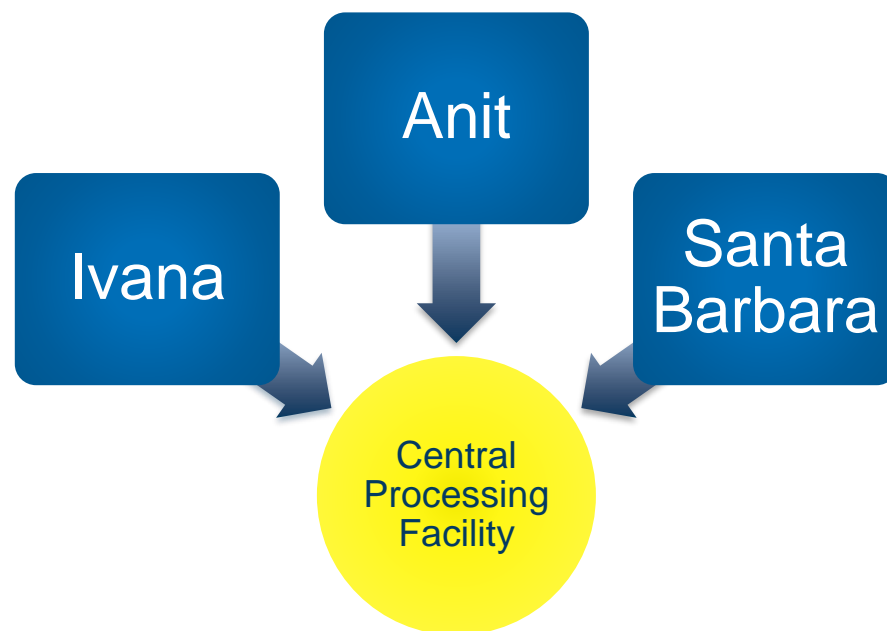 Anit
Ivana
Santa
Barbara
Central
Processing
Facility